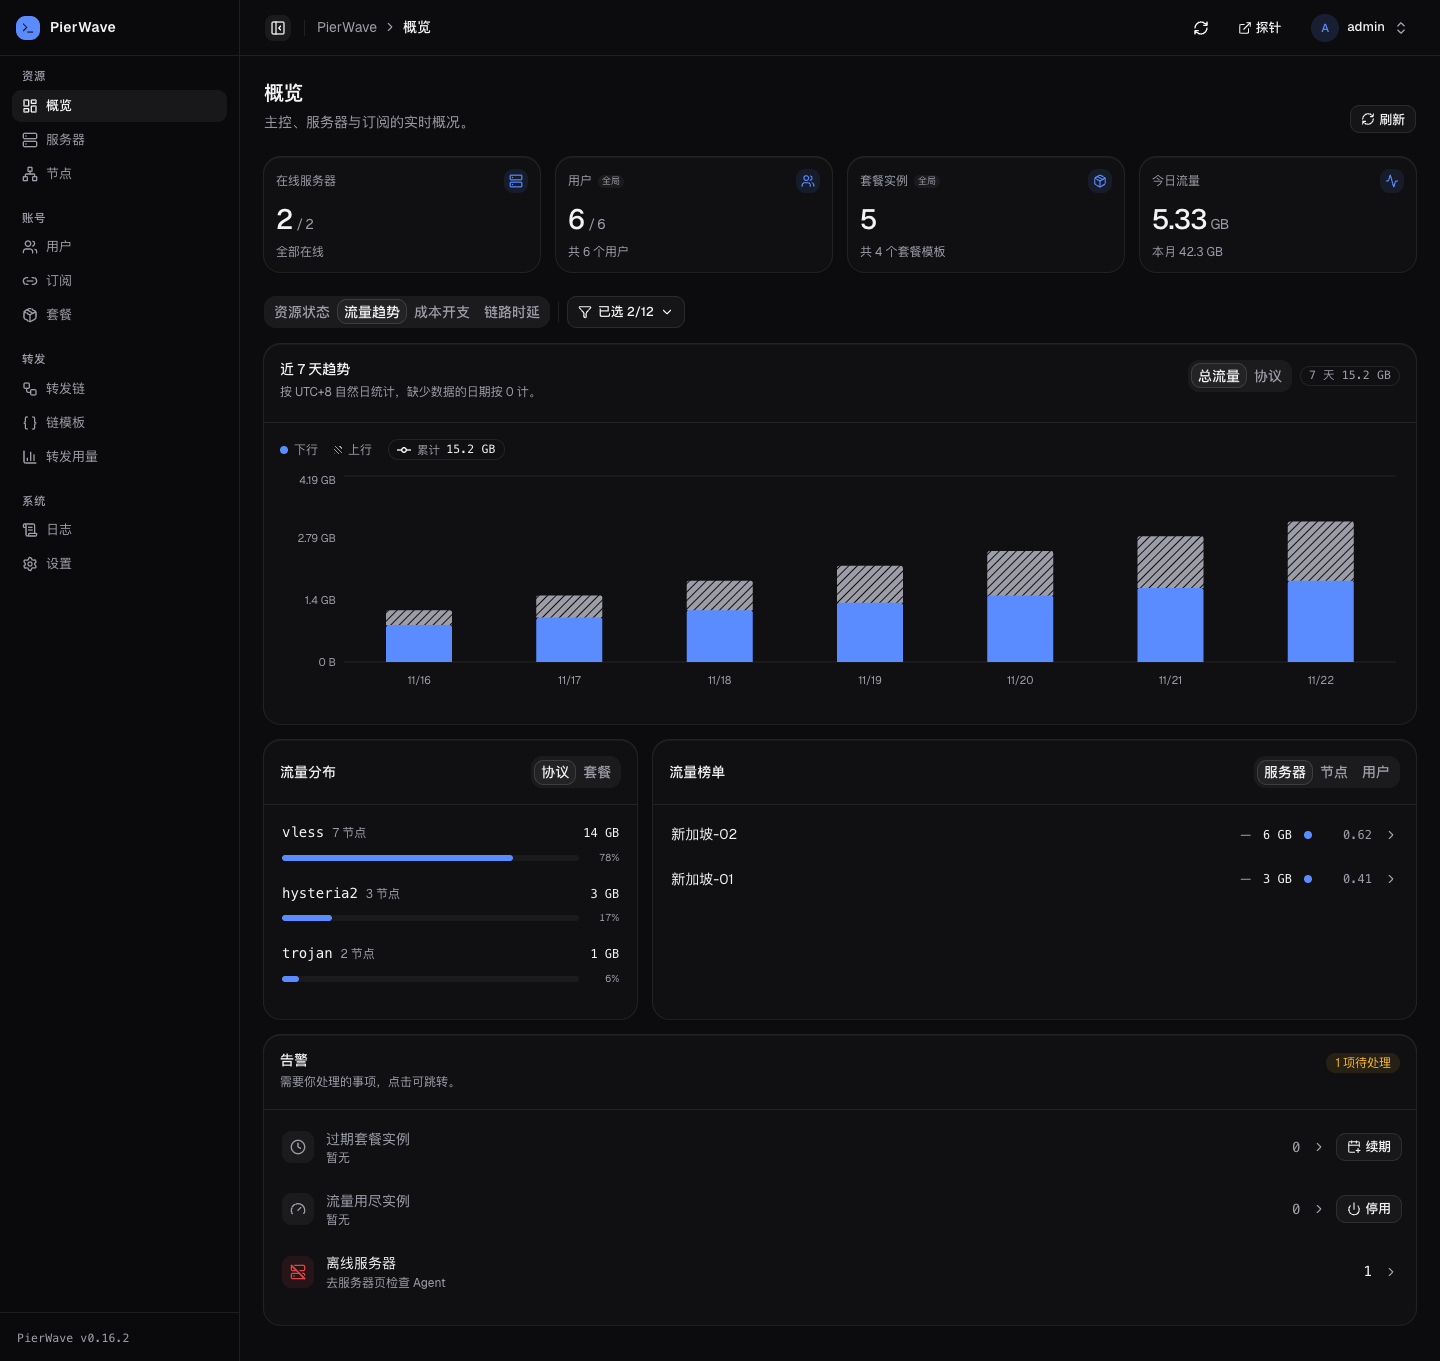 PierWave
PierWave > 概览
探针
A admin
资源
概览
服务器
节点
账号
用户
订阅
套餐
转发
转发链
链模板
转发用量
系统
日志
设置
PierWave v0.16.2
概览
主控、服务器与订阅的实时概况。
刷新
在线服务器
2 / 2
全部在线
用户 全局
6 / 6
共 6 个用户
套餐实例 全局
5
共 4 个套餐模板
今日流量
5.33 GB
本月 42.3 GB
资源状态 流量趋势 成本开支 链路时延 已选 2/12
近 7 天趋势
按 UTC+8 自然日统计，缺少数据的日期按 0 计。
总流量 协议 7 天 15.2 GB
下行 上行 累计 15.2 GB
4.19 GB
2.79 GB
1.4 GB
0 B
11/16 11/17 11/18 11/19 11/20 11/21 11/22
流量分布
协议 套餐
vless 7 节点 14 GB
78%
hysteria2 3 节点 3 GB
17%
trojan 2 节点 1 GB
6%
流量榜单
服务器 节点 用户
新加坡-02 — 6 GB 0.62
新加坡-01 — 3 GB 0.41
告警
需要你处理的事项，点击可跳转。
1 项待处理
过期套餐实例
暂无
0 续期
流量用尽实例
暂无
0 停用
离线服务器
去服务器页检查 Agent
1